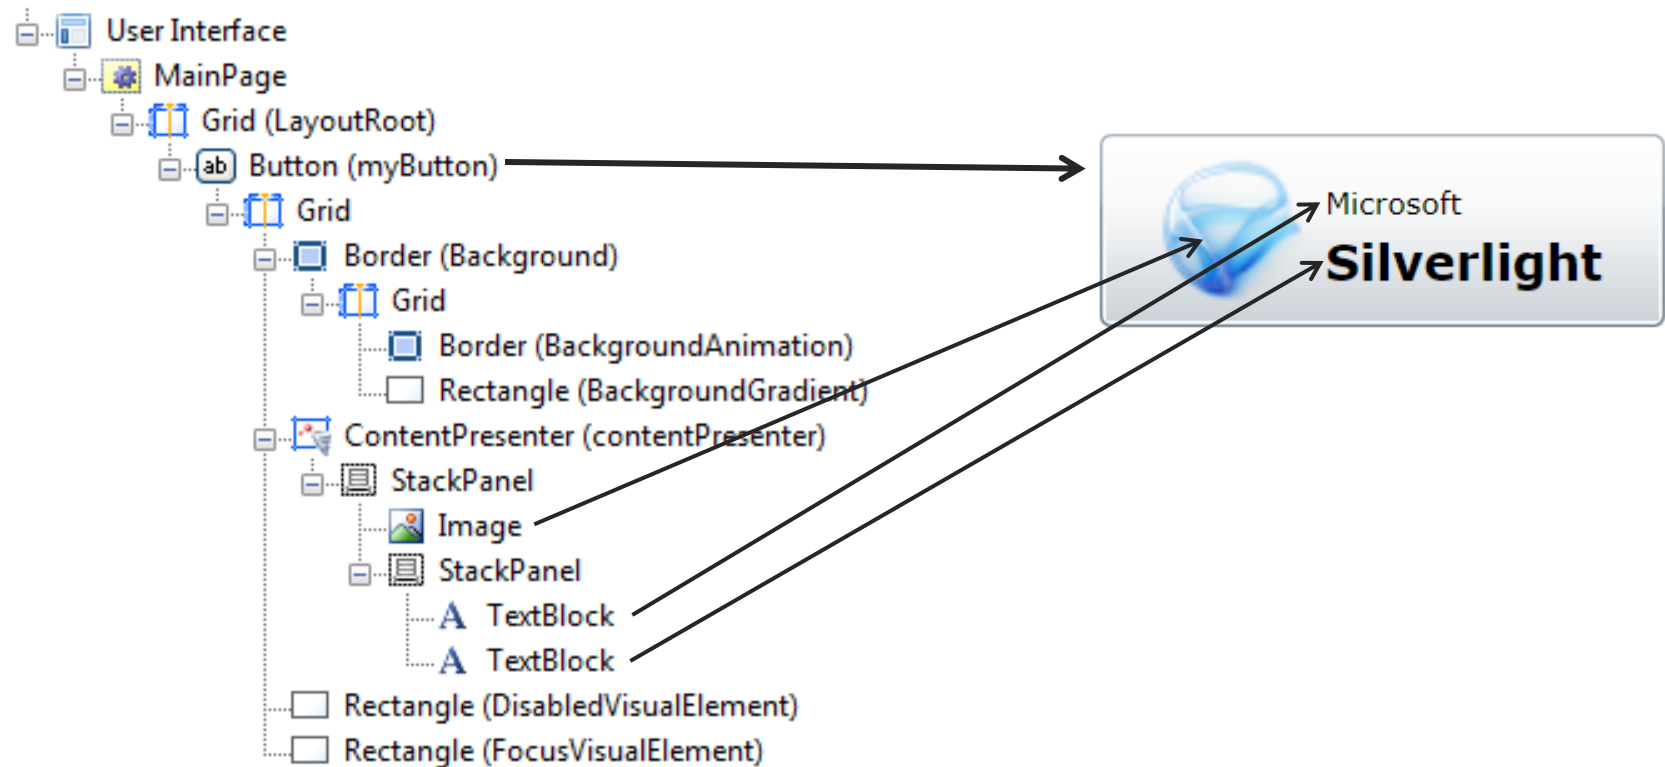 User Interface
MainPage
Grid (LayoutRoot)
ab Button (myButton)
Grid
Border (Background)
Grid
Border (BackgroundAnimation)
Rectangle (BackgroundGradient)
ContentPresenter (contentPresenter)
StackPanel
Image
StackPanel
A TextBlock
A TextBlock
Rectangle (DisabledVisualElement)
Rectangle (FocusVisualElement)
Microsoft
Silverlight